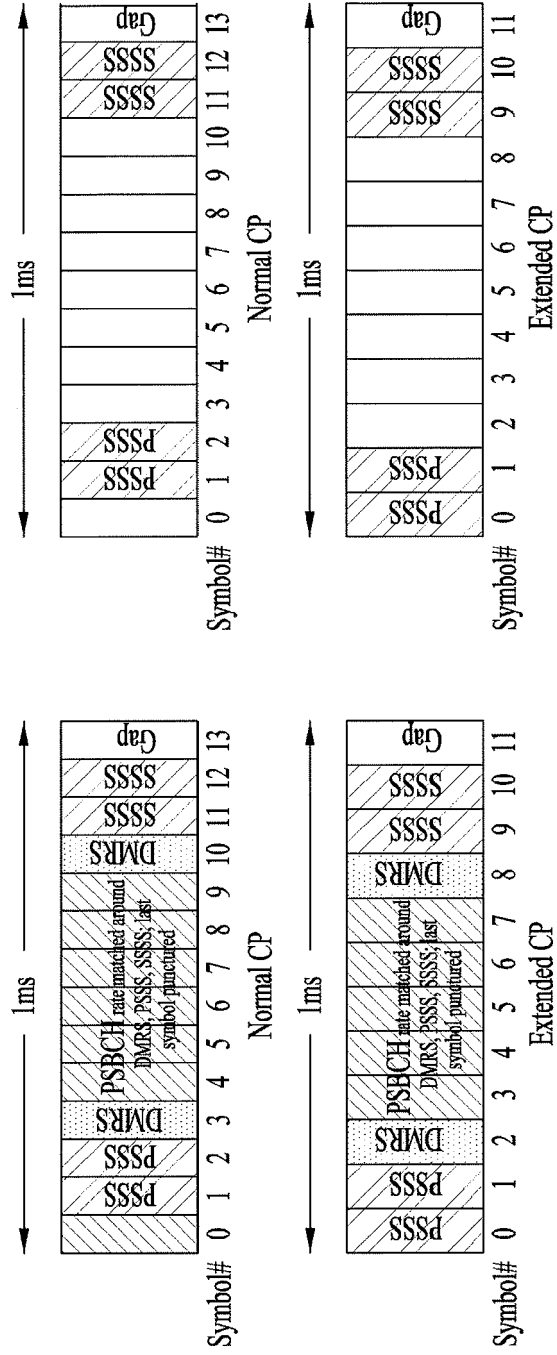 1ms
PSSS
PSSS
DMRS
PSBCH rate matched around
DMRS, PSSS, SSSS; last
symbol punctured
DMRS
SSSS
SSSS
Gap
Symbol# 0 1 2 3 4 5 6 7 8 9 10 11 12 13
Normal CP
1ms
PSSS
PSSS
SSSS
SSSS
Gap
Symbol# 0 1 2 3 4 5 6 7 8 9 10 11 12 13
Normal CP
1ms
PSSS
PSSS
DMRS
PSBCH rate matched around
DMRS, PSSS, SSSS; last
symbol punctured
DMRS
SSSS
SSSS
Gap
Symbol# 0 1 2 3 4 5 6 7 8 9 10 11
Extended CP
1ms
PSSS
PSSS
SSSS
SSSS
Gap
Symbol# 0 1 2 3 4 5 6 7 8 9 10 11
Extended CP